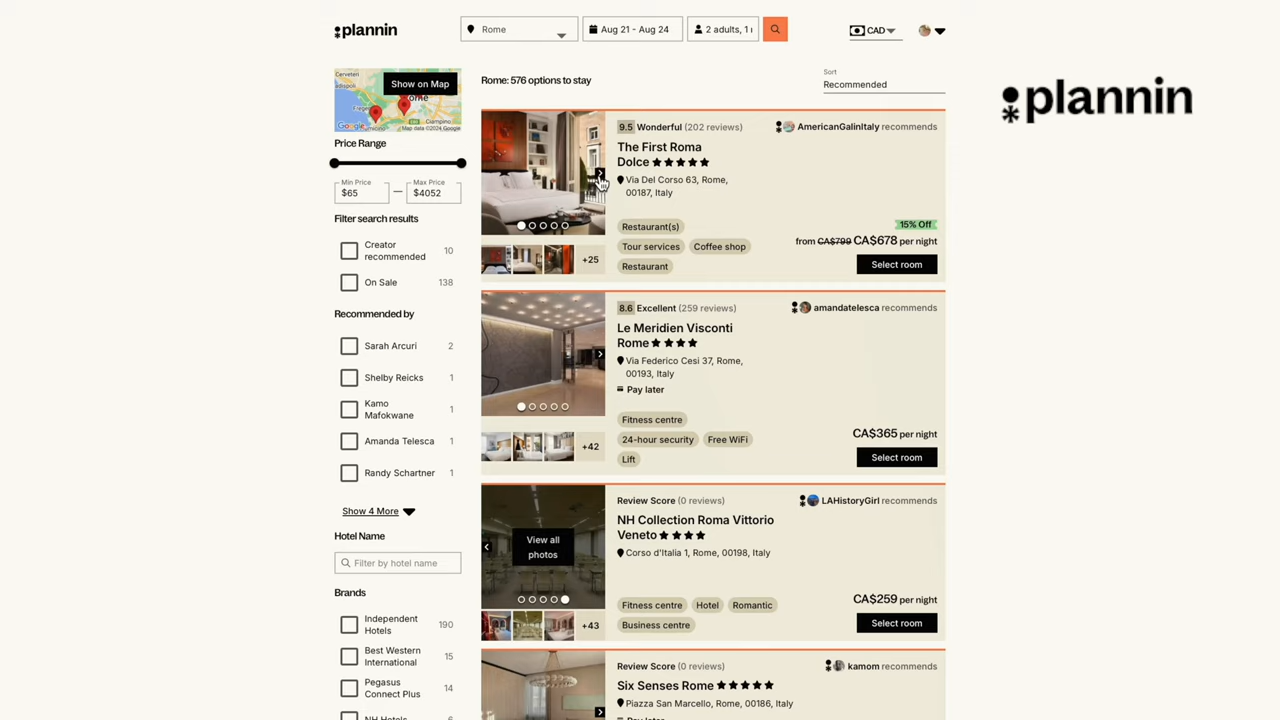 plannin
Rome
Aug 21 - Aug 24
2 adults, 1
CAD
plannin
Cerveteri
Show on Map
Rome
Ciampino
Google
Map data ©2024 Google
Rome: 576 options to stay
Sort
Recommended
Price Range
Min Price
$65
Max Price
$4052
Filter search results
Creator
recommended
10
On Sale
138
Recommended by
Sarah Arcuri
2
Shelby Reicks
1
Kamo
Mafokwane
1
Amanda Telesca
1
Randy Schartner
1
Show 4 More
Hotel Name
Filter by hotel name
Brands
Independent
Hotels
190
Best Western
International
15
Pegasus
Connect Plus
14
NH Hotels
9.5 Wonderful (202 reviews)
AmericanGalinItaly recommends
The First Roma
Dolce
Via Del Corso 63, Rome,
00187, Italy
Restaurant(s)
Tour services
Coffee shop
Restaurant
15% Off
from CA$799 CA$678 per night
Select room
+25
8.6 Excellent (259 reviews)
amandatelesca recommends
Le Meridien Visconti
Rome
Via Federico Cesi 37, Rome,
00193, Italy
Pay later
Fitness centre
24-hour security
Free WiFi
Lift
CA$365 per night
Select room
+42
Review Score (0 reviews)
LAHistoryGirl recommends
NH Collection Roma Vittorio
Veneto
Corso d'Italia 1, Rome, 00198, Italy
View all
photos
Fitness centre
Hotel
Romantic
Business centre
CA$259 per night
Select room
+43
Review Score (0 reviews)
kamom recommends
Six Senses Rome
Piazza San Marcello, Rome, 00186, Italy